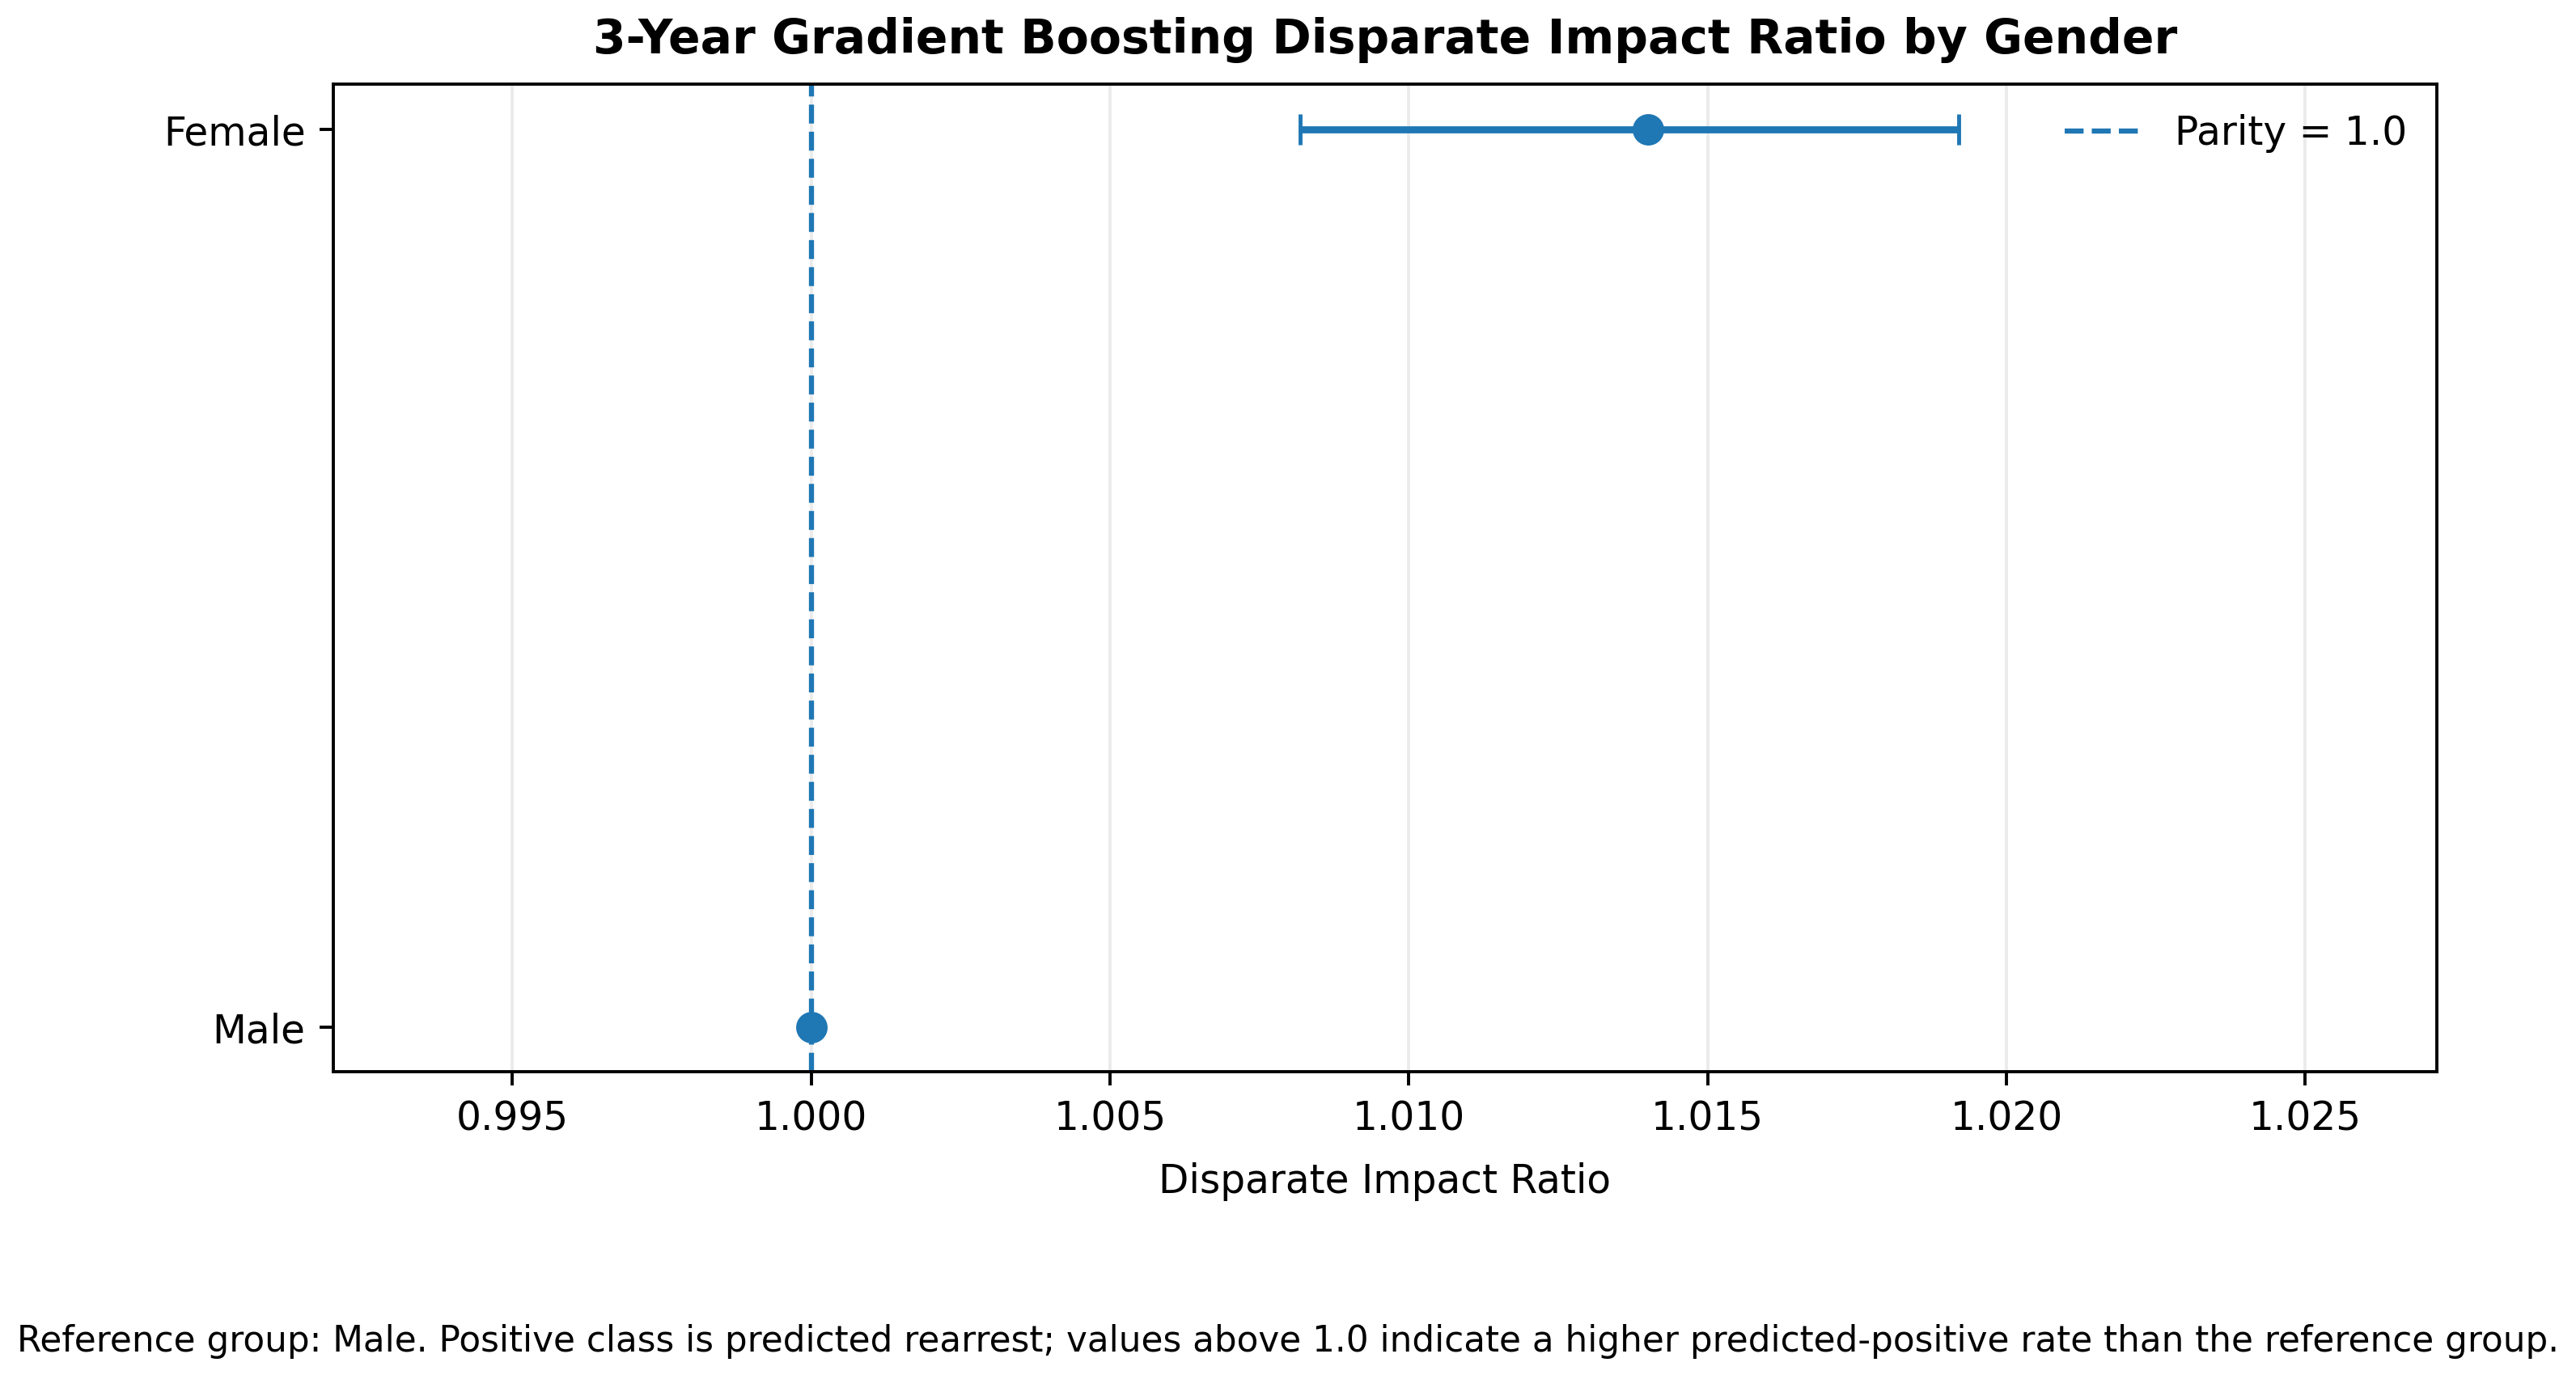 3-Year Gradient Boosting Disparate Impact Ratio by Gender
Female
Parity = 1.0
Male
0.995 1.000 1.005 1.010 1.015 1.020 1.025
Disparate Impact Ratio
Reference group: Male. Positive class is predicted rearrest; values above 1.0 indicate a higher predicted-positive rate than the reference group.